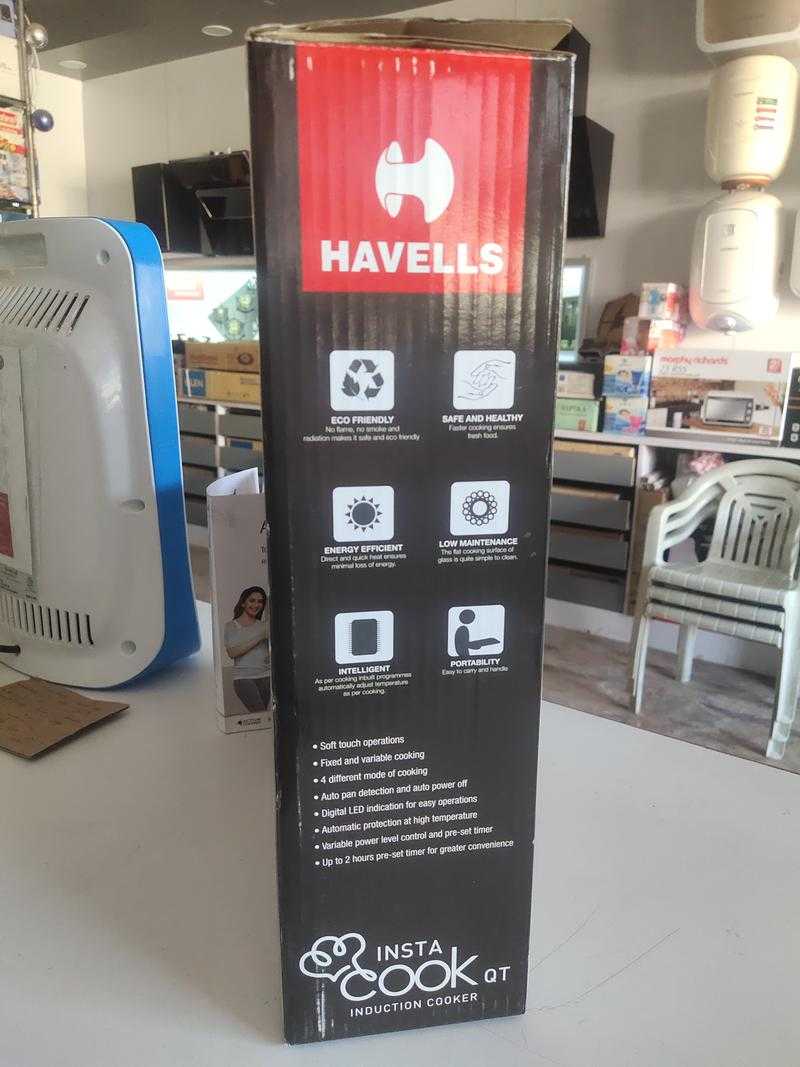 HAVELLS
ECO FRIENDLY
No flame, no smoke and
radiation makes it safe and eco friendly
SAFE AND HEALTHY
Faster cooking ensures
fresh food.
ENERGY EFFICIENT
Direct and quick heat ensures
minimal loss of energy.
LOW MAINTENANCE
The flat cooking surface of
glass is quite simple to clean.
INTELLIGENT
As per cooking inbuilt programmes
automatically adjust temperature
as per cooking.
PORTABILITY
Easy to carry and handle
• Soft touch operations
• Fixed and variable cooking
• 4 different mode of cooking
• Auto pan detection and auto power off
• Digital LED indication for easy operations
• Automatic protection at high temperature
• Variable power level control and pre-set timer
• Up to 2 hours pre-set timer for greater convenience
INSTA
cook QT
INDUCTION COOKER
morphy richards